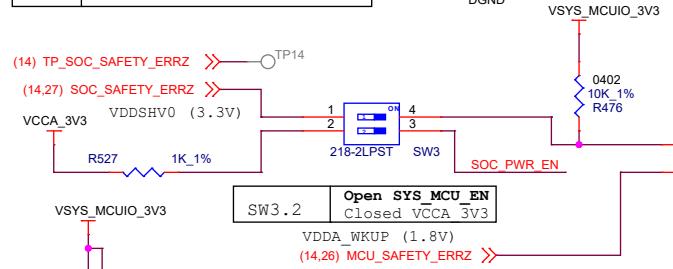 DGND
VSYS_MCUIO_3V3
(14) TP_SOC_SAFETY_ERRZ
TP14
(14,27) SOC_SAFETY_ERRZ
0402
10K_1%
R476
VDDSHV0 (3.3V)
VCCA_3V3
ON
1
4
2
3
1
2
218-2LPST
SW3
R527
1K_1%
SOC_PWR_EN
SW3.2
Open SYS_MCU_EN
Closed VCCA_3V3
VSYS_MCUIO_3V3
VDDA_WKUP (1.8V)
(14,26) MCU_SAFETY_ERRZ